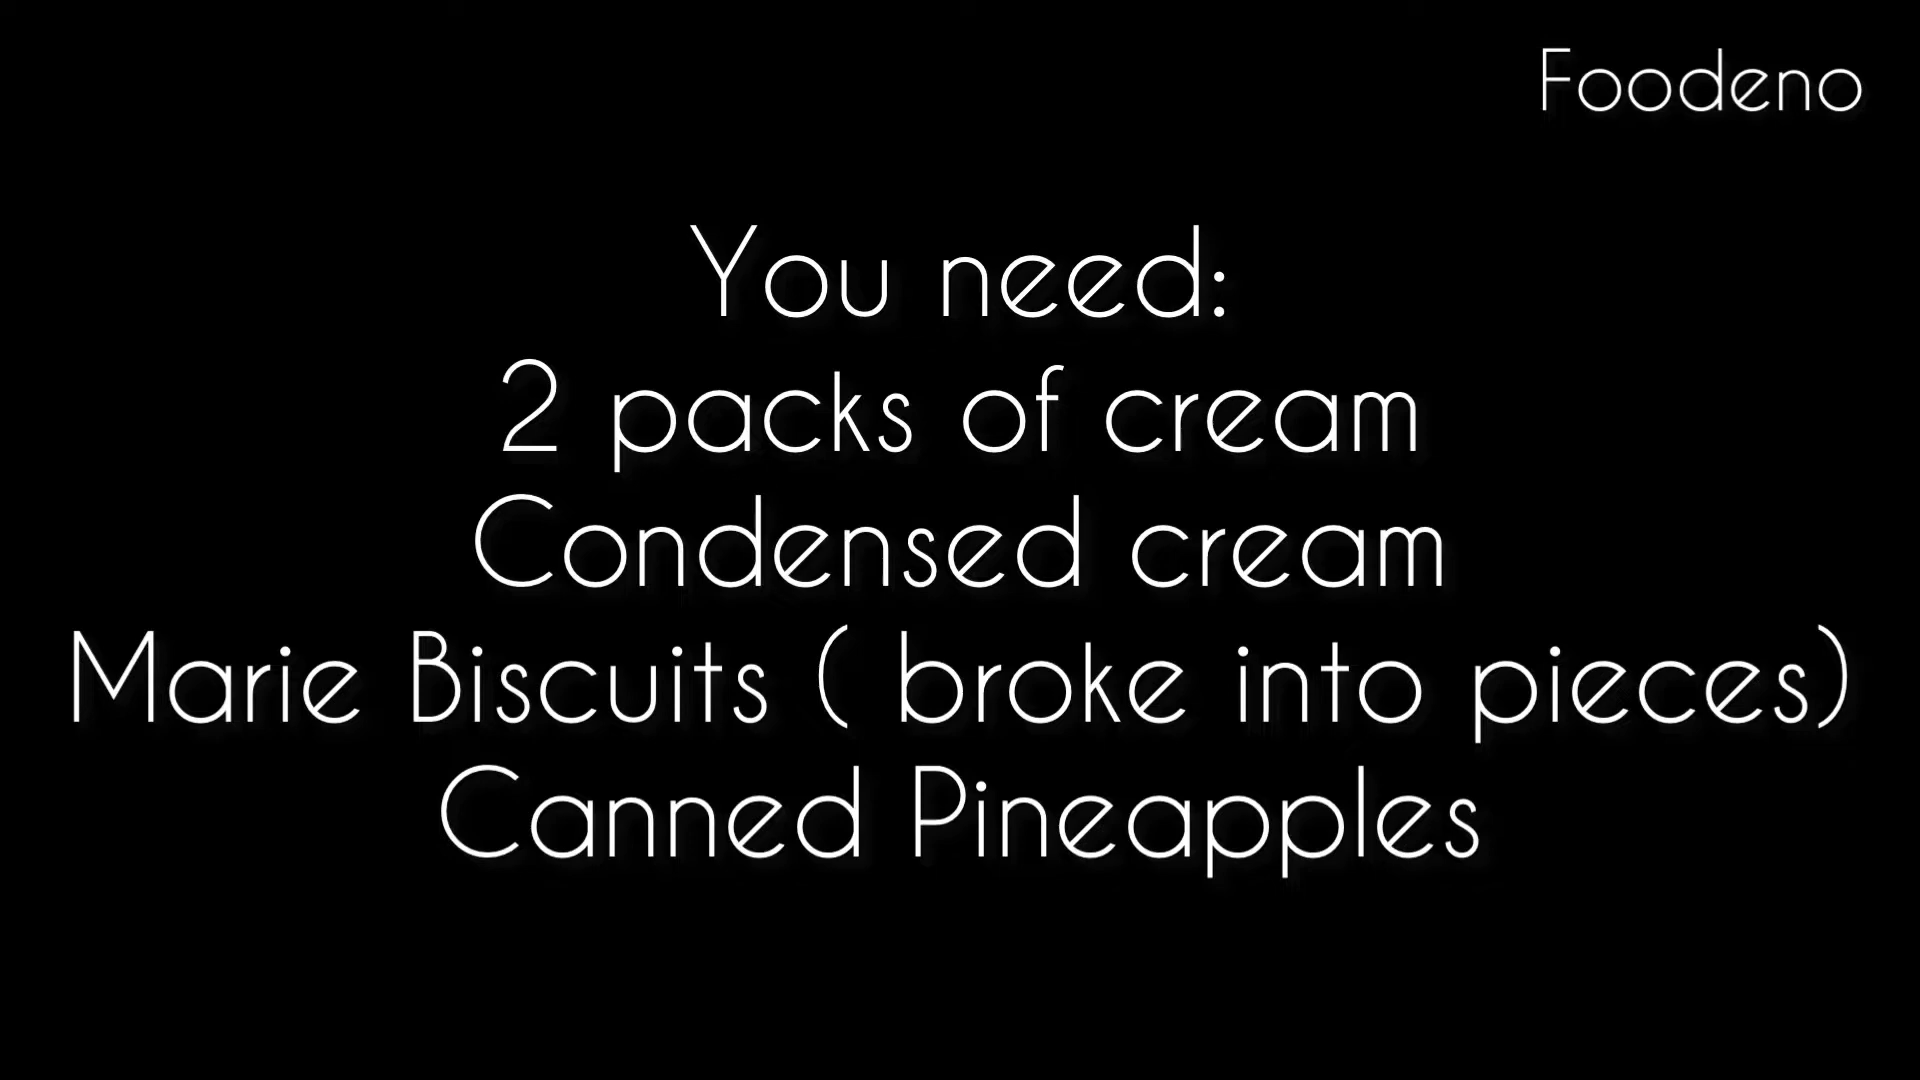 Foodeno
You need:
2 packs of cream
Condensed cream
Marie Biscuits ( broke into pieces)
Canned Pineapples